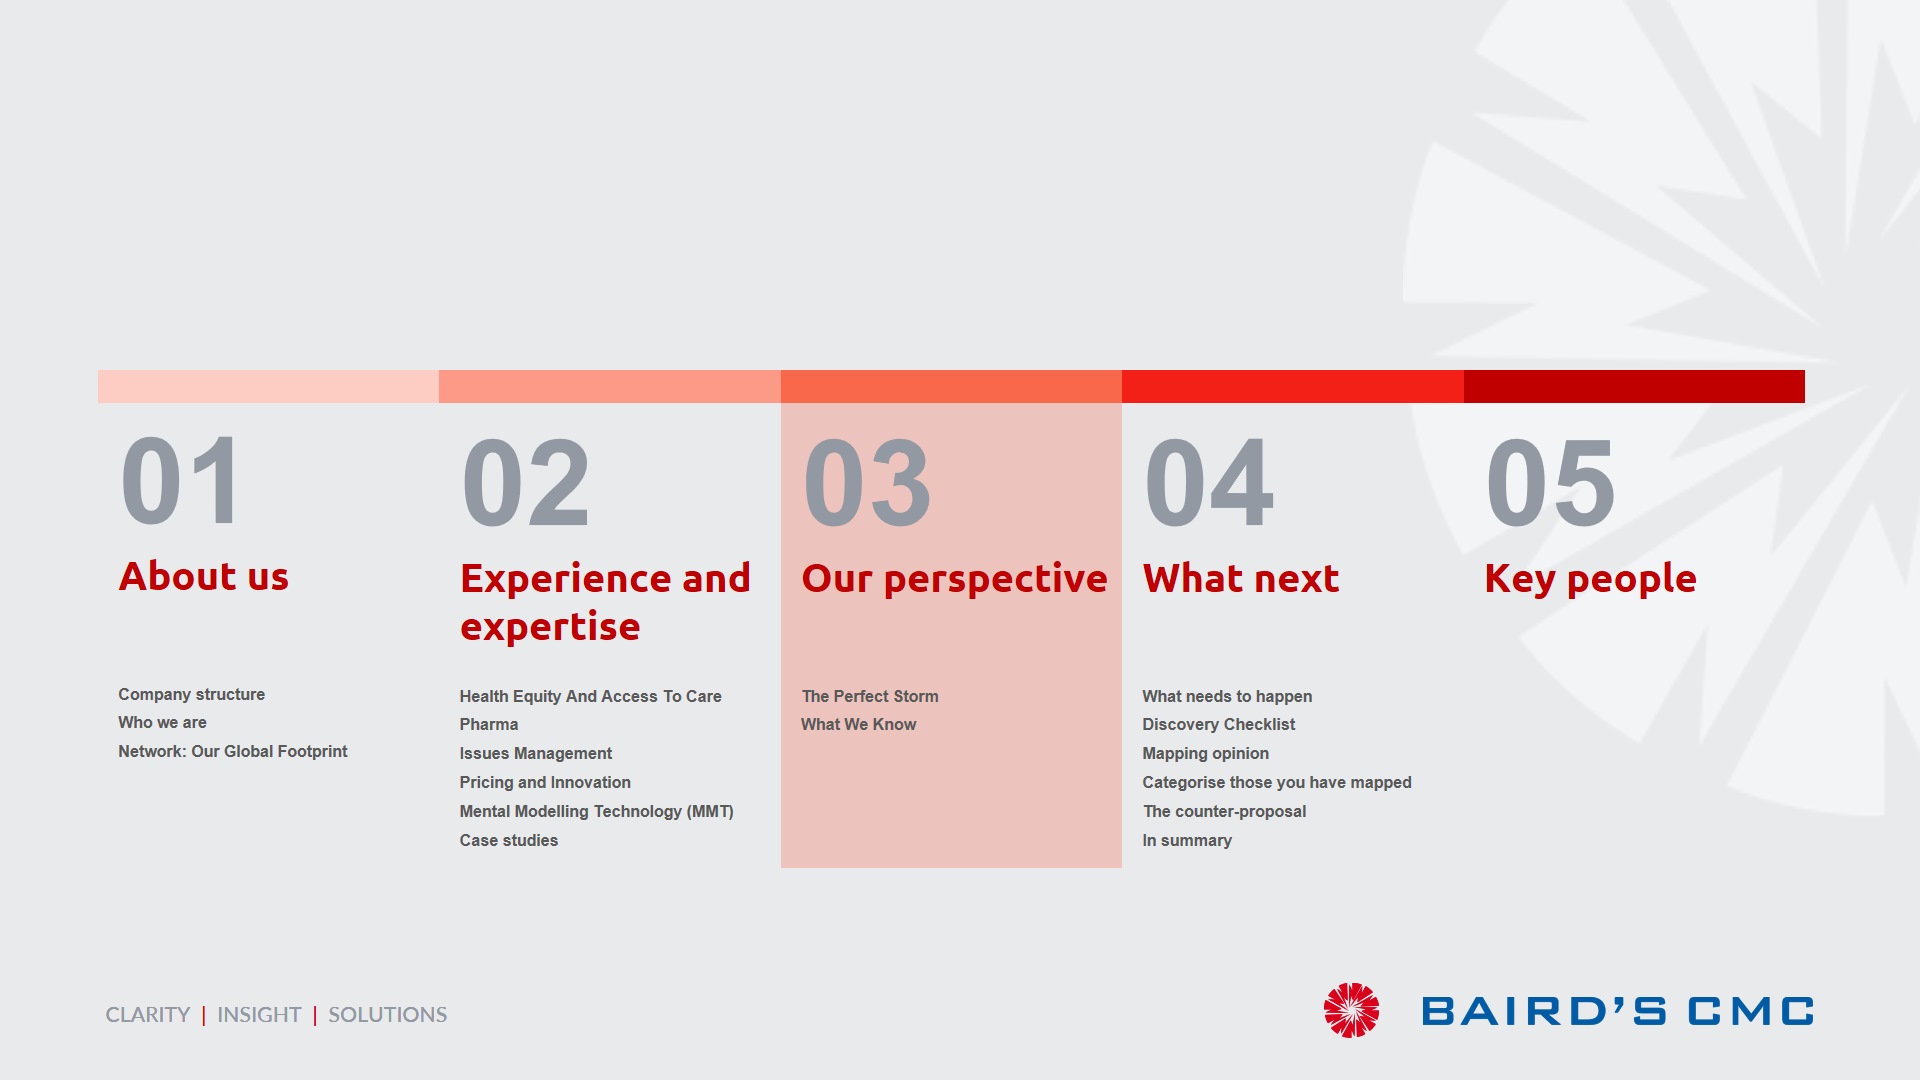 01
About us
Company structure
Who we are
Network: Our Global Footprint
02
Experience and
expertise
Health Equity And Access To Care
Pharma
Issues Management
Pricing and Innovation
Mental Modelling Technology (MMT)
Case studies
03
Our perspective
The Perfect Storm
What We Know
04
What next
What needs to happen
Discovery Checklist
Mapping opinion
Categorise those you have mapped
The counter-proposal
In summary
05
Key people
CLARITY | INSIGHT | SOLUTIONS
BAIRD'S CMC